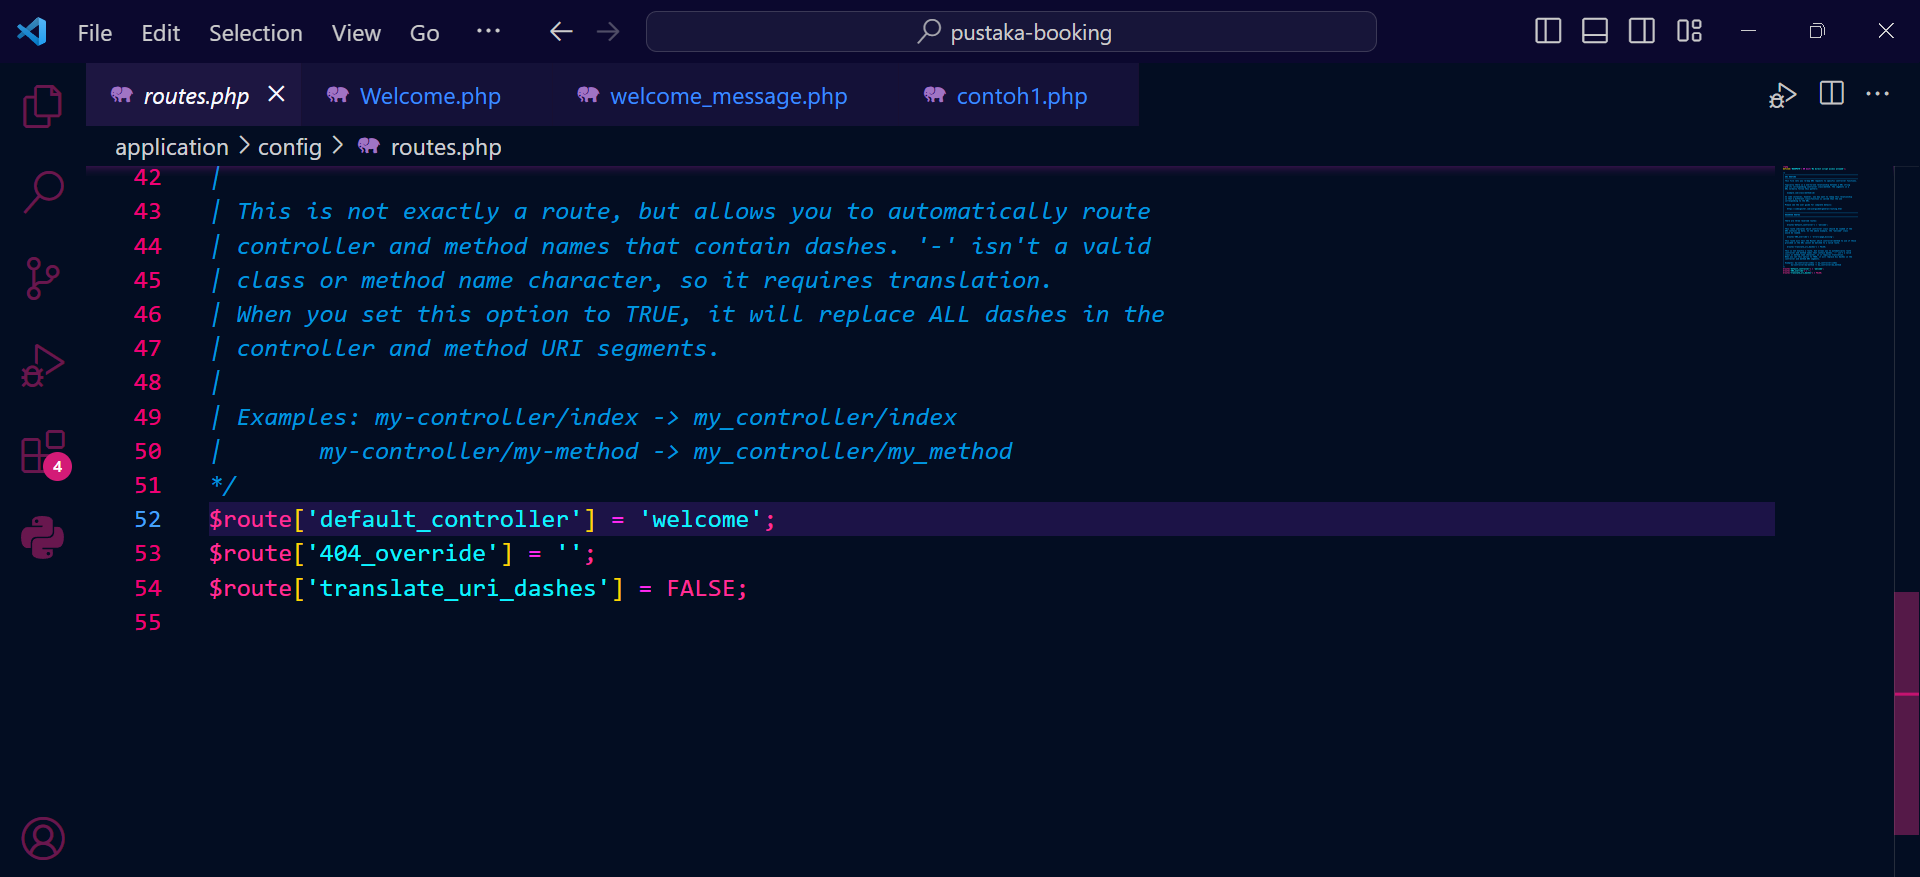 File Edit Selection View Go ··· pustaka-booking
routes.php Welcome.php welcome_message.php contoh1.php
application > config > routes.php
42 |
43 | This is not exactly a route, but allows you to automatically route
44 | controller and method names that contain dashes. '-' isn't a valid
45 | class or method name character, so it requires translation.
46 | When you set this option to TRUE, it will replace ALL dashes in the
47 | controller and method URI segments.
48 |
49 | Examples: my-controller/index -> my_controller/index
50 | my-controller/my-method -> my_controller/my_method
51 */
52 $route['default_controller'] = 'welcome';
53 $route['404_override'] = '';
54 $route['translate_uri_dashes'] = FALSE;
55
4